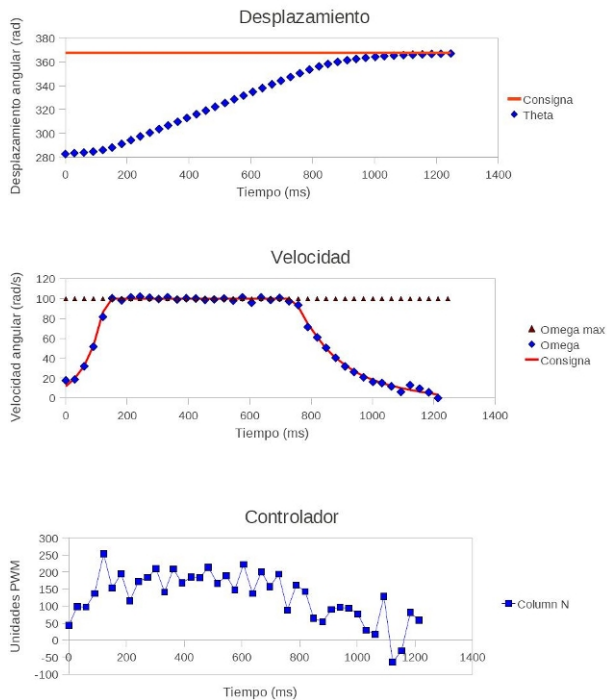 Desplazamiento
Desplazamiento angular (rad)
380
360
340
320
300
280
0 200 400 600 800 1000 1200 1400
Tiempo (ms)
Consigna
Theta
Velocidad
Velocidad angular (rad/s)
120
100
80
60
40
20
0
0 200 400 600 800 1000 1200 1400
Tiempo (ms)
Omega max
Omega
Consigna
Controlador
Unidades PWM
300
250
200
150
100
50
0
-50
-100
0 200 400 600 800 1000 1200 1400
Tiempo (ms)
Column N